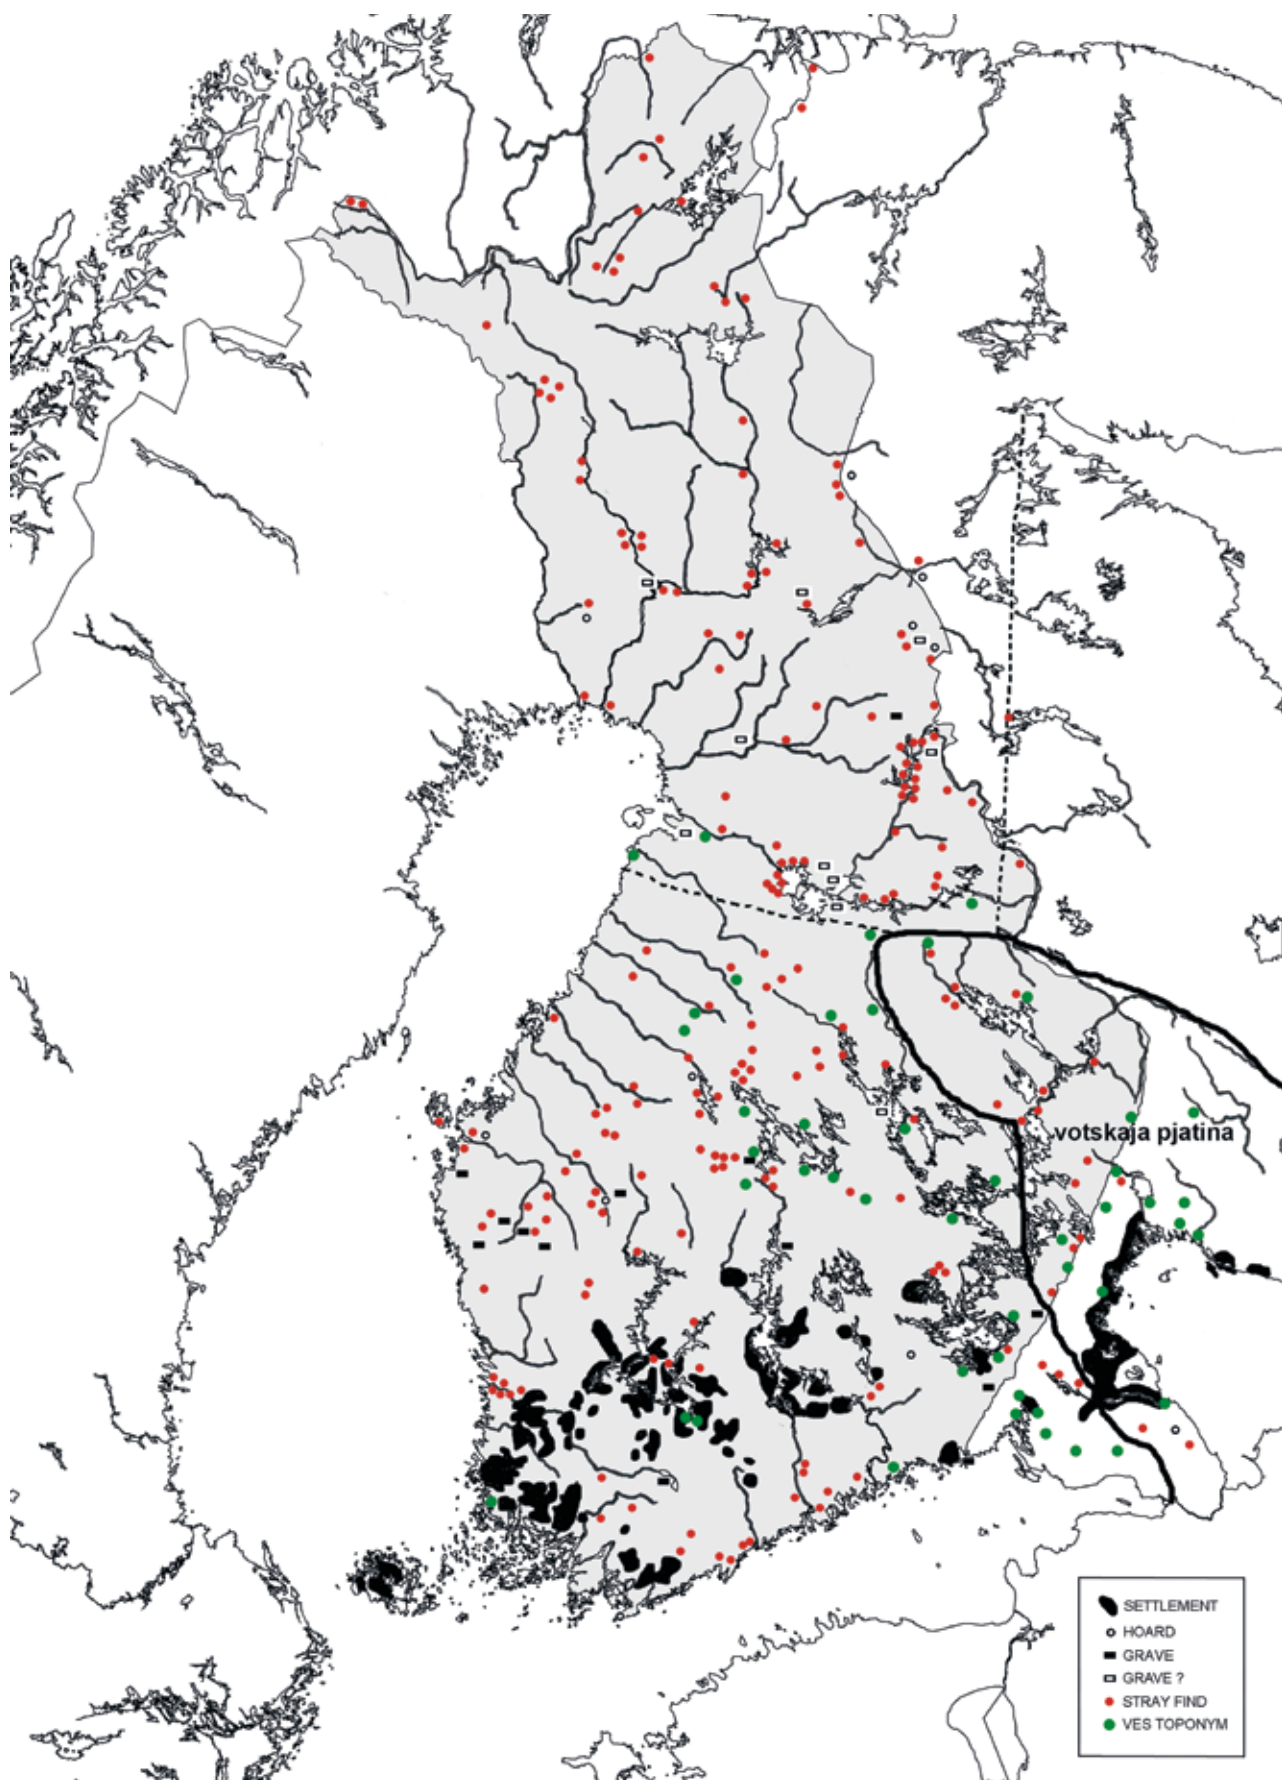 votskaja pjatina
SETTLEMENT
HOARD
GRAVE
GRAVE ?
STRAY FIND
VES TOPONYM